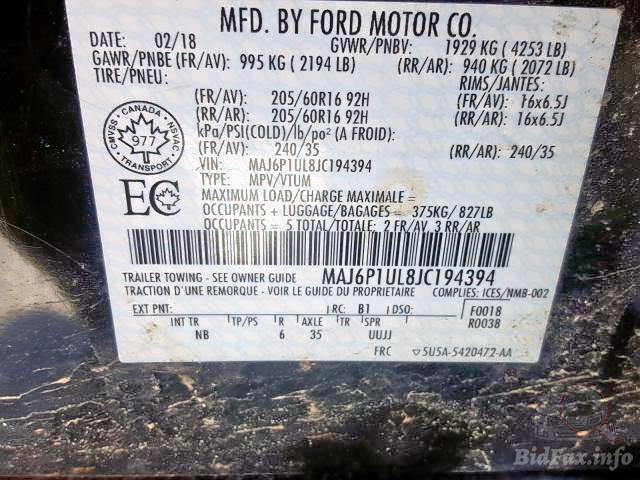 MFD. BY FORD MOTOR CO.
DATE: 02/18 GVWR/PNBV: 1929 KG ( 4253 LB)
GAWR/PNBE (FR/AV): 995 KG ( 2194 LB) (RR/AR): 940 KG ( 2072 LB)
TIRE/PNEU: RIMS/JANTES:
(FR/AV): 205/60R16 92H 16x6.5J
(RR/AR): 205/60R16 92H 16x6.5J
kPa/PSI(COLD)/lb/po² (A FROID):
(FR/AV): 240/35 (RR/AR): 240/35
VIN: MAJ6P1UL8JC194394
TYPE: MPV/VTUM
CANADA
CMVSS NSVAC
977
TRANSPORT
EC
MAXIMUM LOAD/CHARGE MAXIMALE =
OCCUPANTS + LUGGAGE/BAGAGES = 375KG/ 827LB
OCCUPANTS = 5 TOTAL/TOTALE: 2 FR/AV, 3 RR/AR
TRAILER TOWING - SEE OWNER GUIDE MAJ6P1UL8JC194394
TRACTION D'UNE REMORQUE - VOIR LE GUIDE DU PROPRIETAIRE COMPLIES: ICES/NMB-002
EXT PNT: RC: B1 DSO: F0018
R0038
INT TR TP/PS R AXLE TR SPR
NB 6 35 UUJJ
FRC 5U5A-5420472-AA
BidFax.info